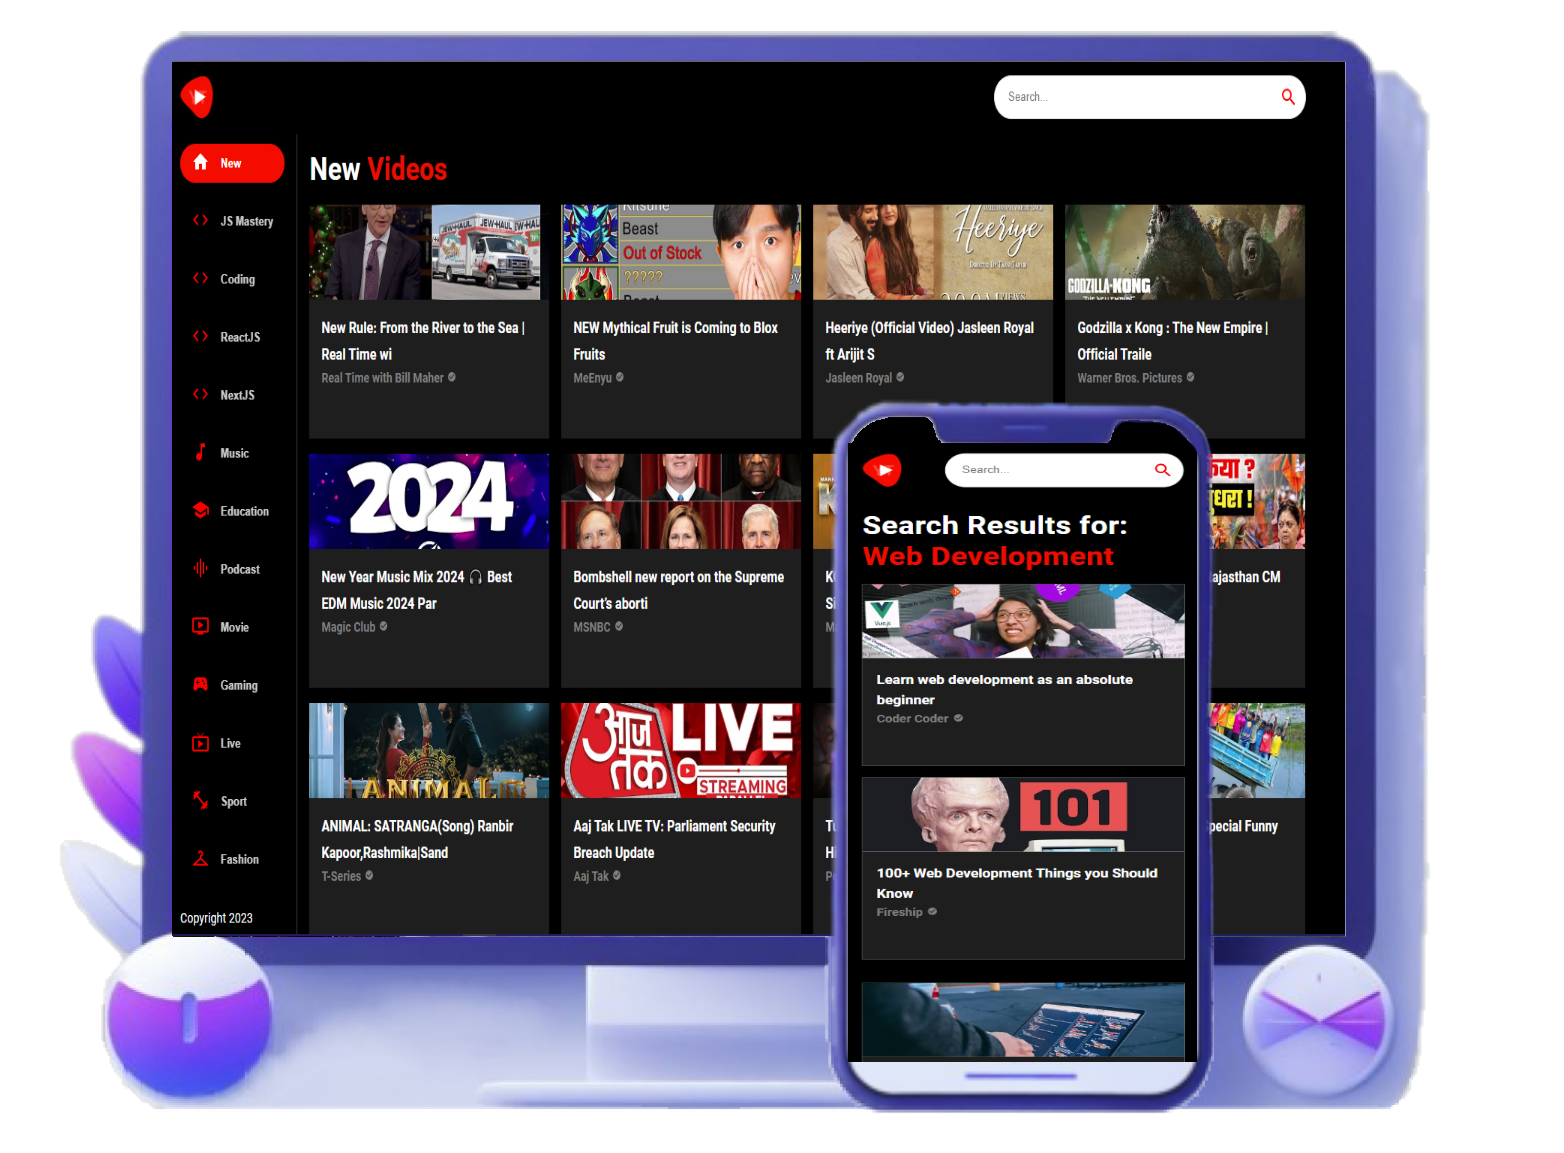 Search...
New
JS Mastery
Coding
ReactJS
NextJS
Music
Education
Podcast
Movie
Gaming
Live
Sport
Fashion
Copyright 2023
New Videos
JEW-HAUL JEW-HAUL
Beast
Out of Stock
?????
Heeriye
GODZILLA-KONG
New Rule: From the River to the Sea |
Real Time wi
Real Time with Bill Maher
NEW Mythical Fruit is Coming to Blox
Fruits
MeEnyu
Heeriye (Official Video) Jasleen Royal
ft Arijit S
Jasleen Royal
Godzilla x Kong : The New Empire |
Official Traile
Warner Bros. Pictures
2024
New Year Music Mix 2024 🎧 Best
EDM Music 2024 Par
Magic Club
Bombshell new report on the Supreme
Court's aborti
MSNBC
ajasthan CM
ANIMAL
आज तक
LIVE
STREAMING
ANIMAL: SATRANGA(Song) Ranbir
Kapoor,Rashmika|Sand
T-Series
Aaj Tak LIVE TV: Parliament Security
Breach Update
Aaj Tak
pecial Funny
Search...
Search Results for:
Web Development
Vue.js
Learn web development as an absolute
beginner
Coder Coder
101
100+ Web Development Things you Should
Know
Fireship